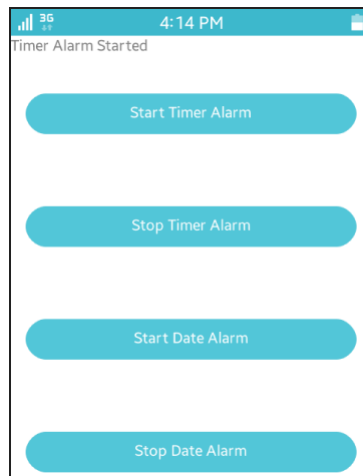 3G
4:14 PM
Timer Alarm Started
Start Timer Alarm
Stop Timer Alarm
Start Date Alarm
Stop Date Alarm